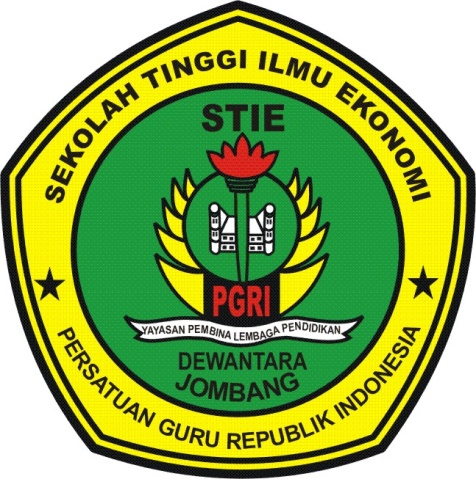 SEKOLAH TINGGI ILMU EKONOMI
STIE
PGRI
YAYASAN PEMBINA LEMBAGA PENDIDIKAN
DEWANTARA
JOMBANG
PERSATUAN GURU REPUBLIK INDONESIA